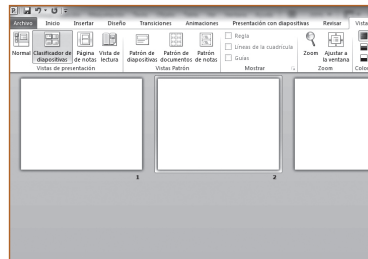 Archivo Inicio Insertar Diseño Transiciones Animaciones Presentación con diapositivas Revisar Vista
Normal Clasificador de diapositivas Página de notas Vista de lectura Patrón de diapositivas Patrón de documentos Patrón de notas Regla Líneas de la cuadrícula Guías Zoom Ajustar a la ventana
Vistas de presentación Vistas Patrón Mostrar Zoom Color
1 2